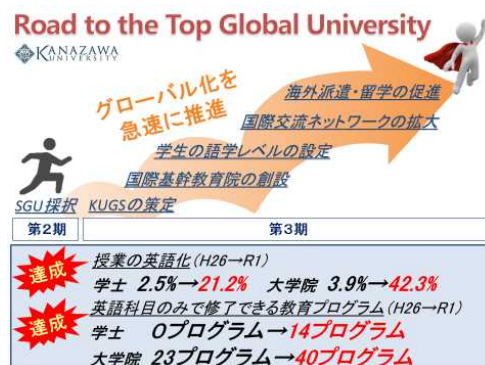 Road to the Top Global University
KANAZAWA
UNIVERSITY
グローバル化を
急速に推進
海外派遣・留学の促進
国際交流ネットワークの拡大
学生の語学レベルの設定
国際基幹教育院の創設
SGU採択 KUGSの策定
第2期 第3期
達成 授業の英語化(H26→R1)
学士 2.5%→21.2% 大学院 3.9%→42.3%
達成 英語科目のみで修了できる教育プログラム(H26→R1)
学士 0プログラム→14プログラム
大学院 23プログラム→40プログラム